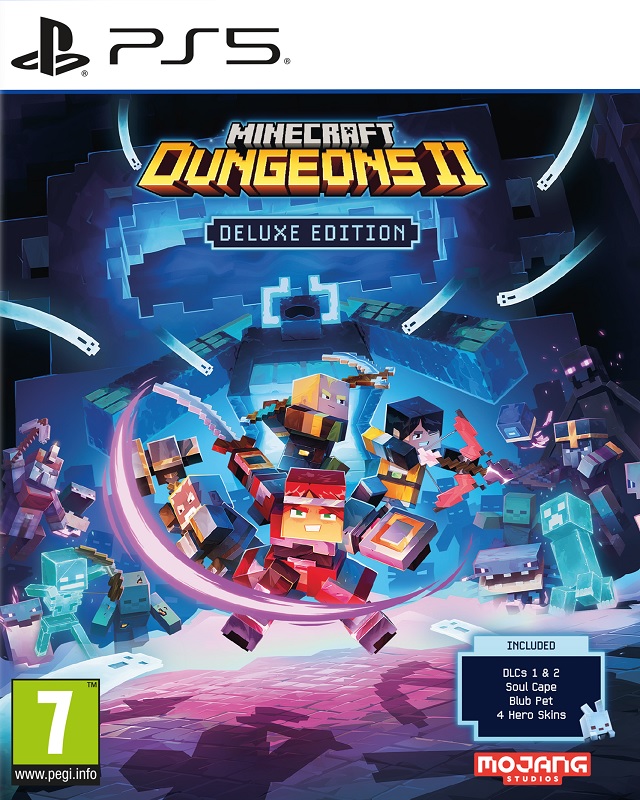 PS5
MINECRAFT
DUNGEONS II
DELUXE EDITION
INCLUDED
DLCs 1 & 2
Soul Cape
Blub Pet
4 Hero Skins
7
TM
www.pegi.info
MOJANG
STUDIOS